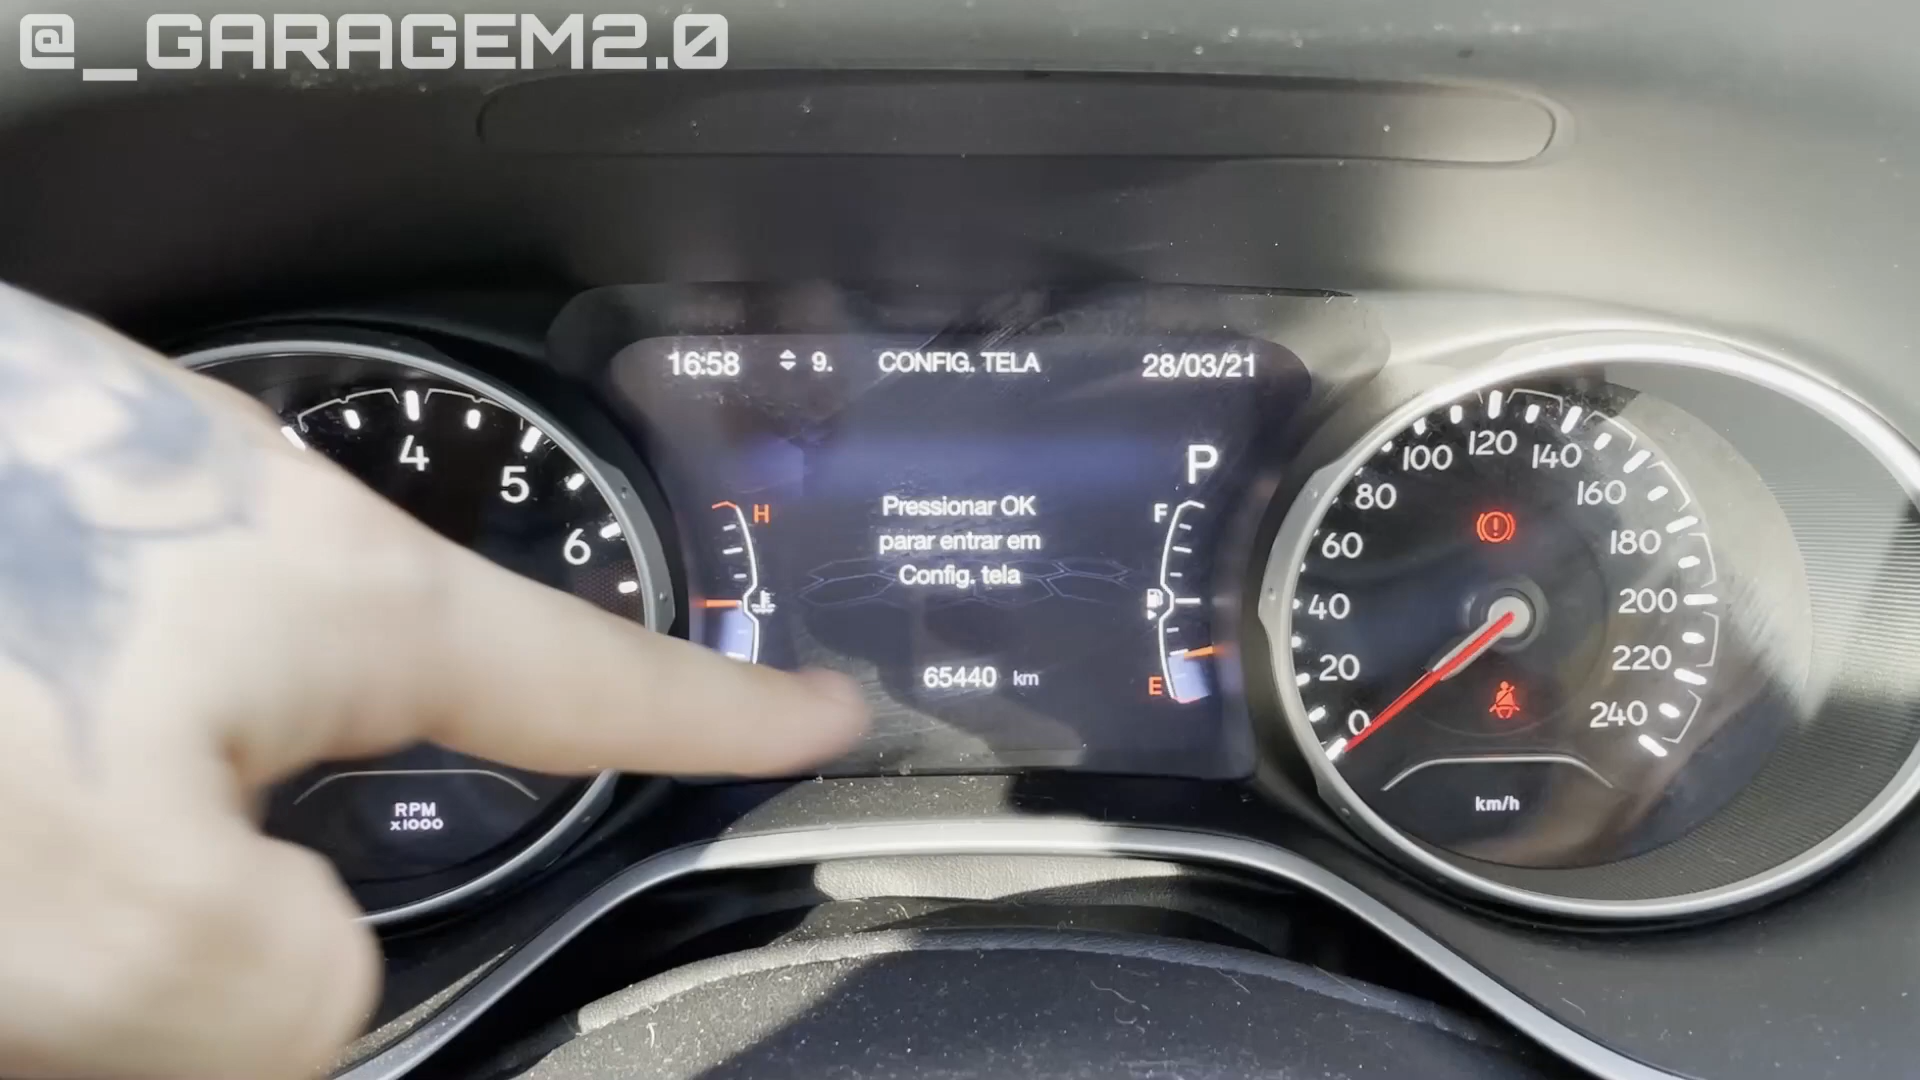 @_GARAGEM2.0
16:58 9. CONFIG. TELA 28/03/21
P
Pressionar OK
parar entrar em
Config. tela
65440 km
H
F
E
4
5
6
RPM
x1000
0
20
40
60
80
100
120
140
160
180
200
220
240
km/h